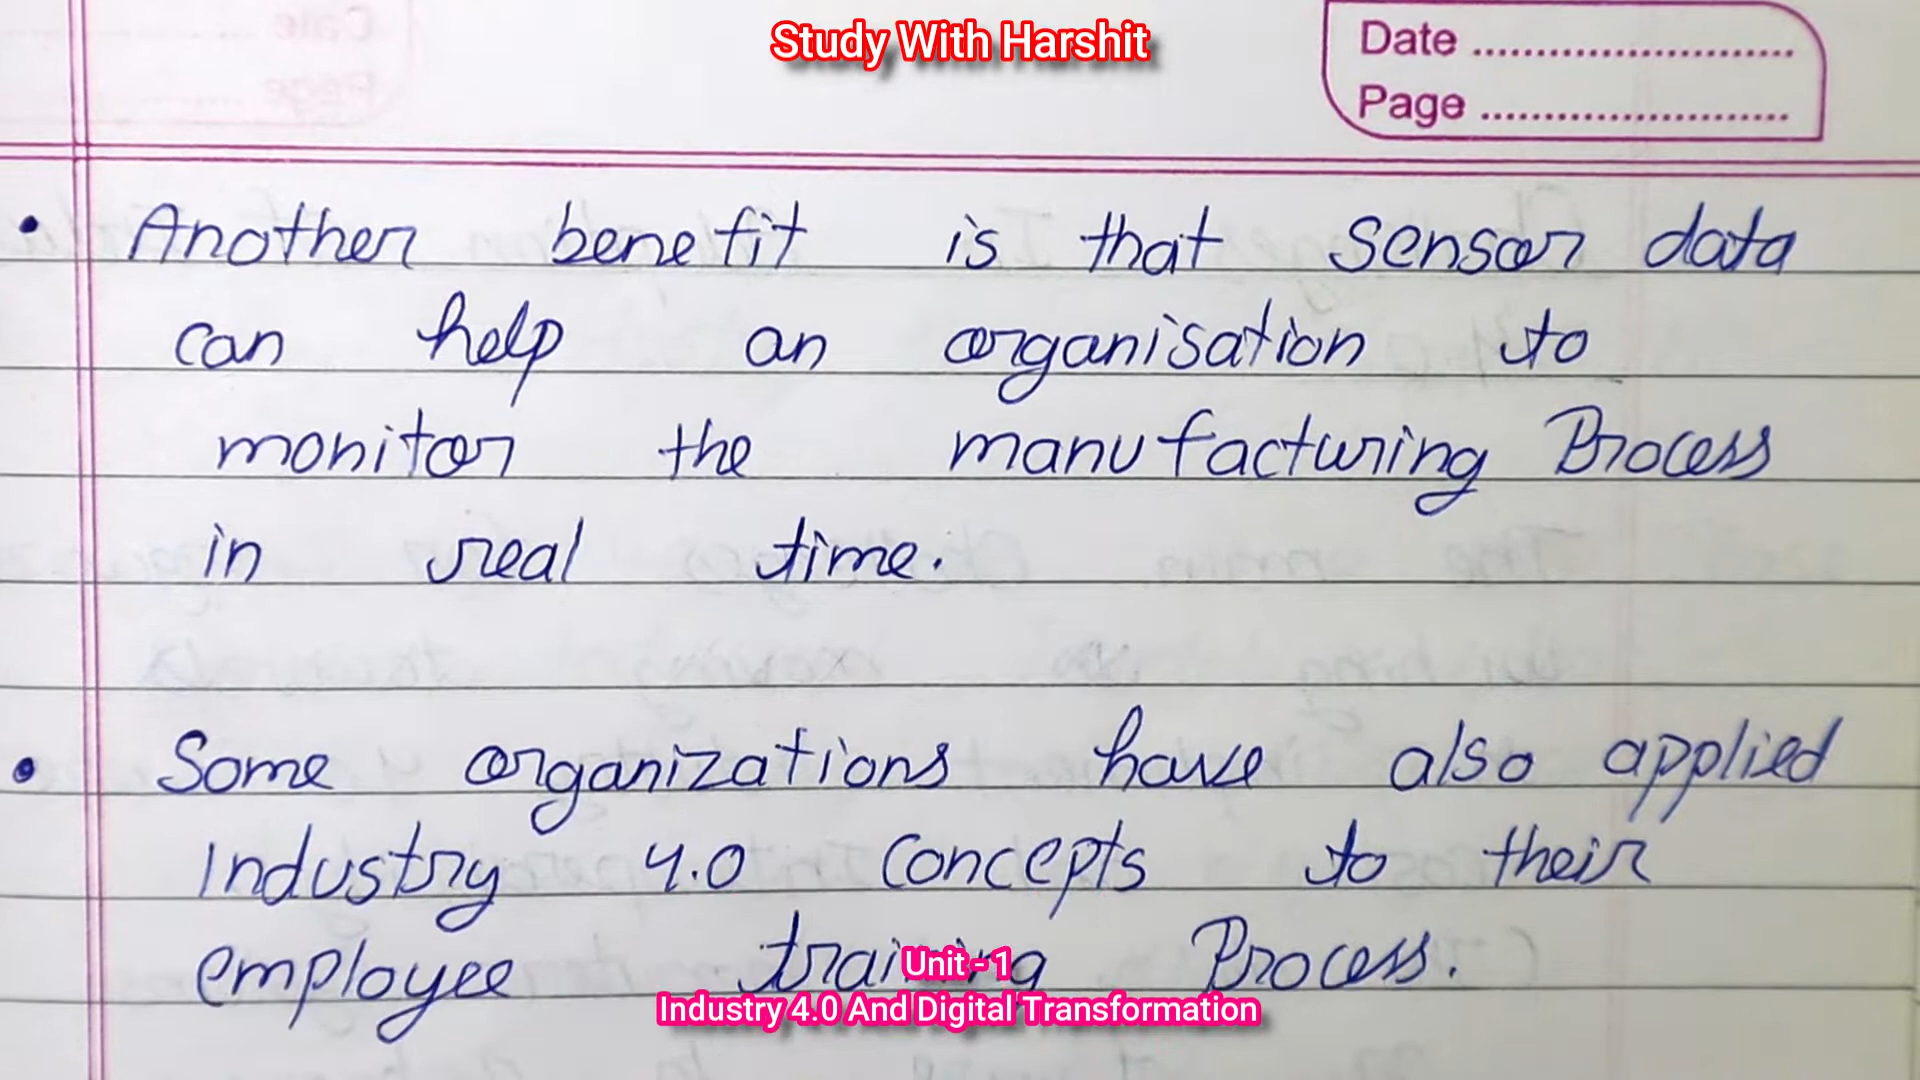 Study With Harshit
Date
Page
• Another benefit is that sensor data
can help an organisation to
monitor the manufacturing Process
in real time.
• Some organizations have also applied
Industry 4.0 concepts to their
employee training Process.
Unit - 1
Industry 4.0 And Digital Transformation